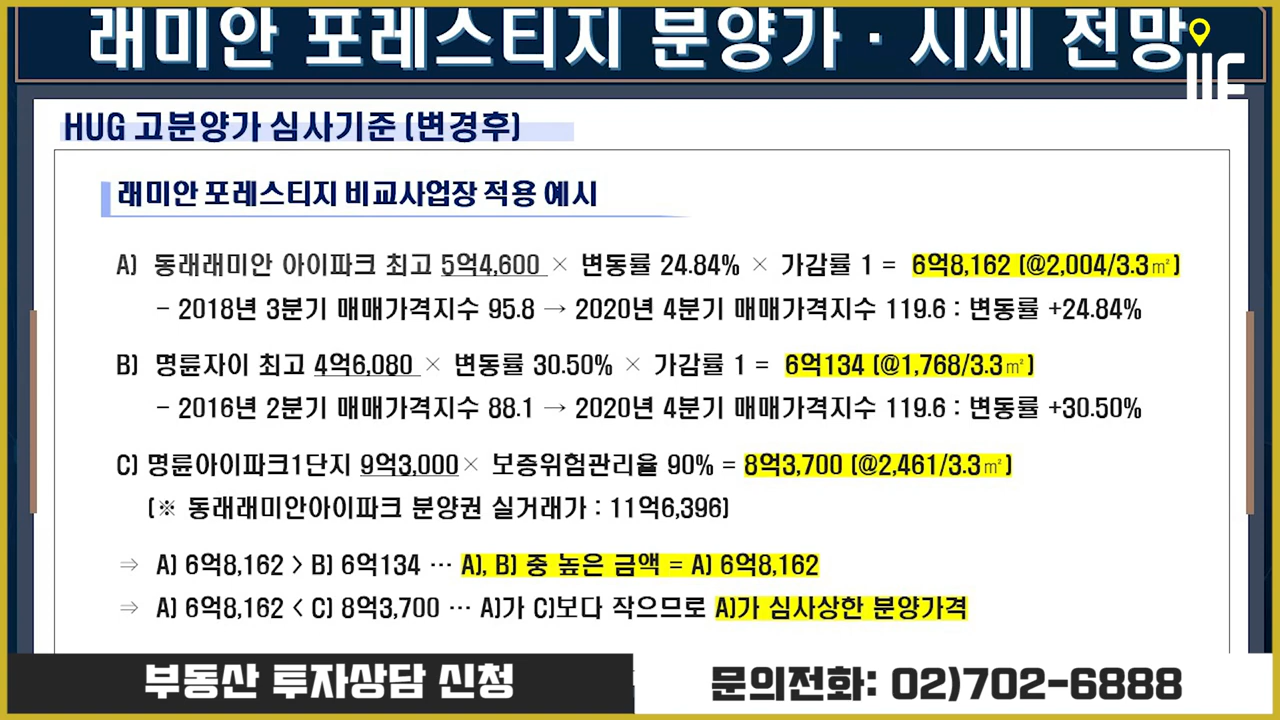 래미안 포레스티지 분양가 · 시세 전망
HUG 고분양가 심사기준 (변경후)
래미안 포레스티지 비교사업장 적용 예시
A) 동래래미안 아이파크 최고 5억4,600 × 변동률 24.84% × 가감률 1 = 6억8,162 (@2,004/3.3㎡)
- 2018년 3분기 매매가격지수 95.8 → 2020년 4분기 매매가격지수 119.6 : 변동률 +24.84%
B) 명륜자이 최고 4억6,080 × 변동률 30.50% × 가감률 1 = 6억134 (@1,768/3.3㎡)
- 2016년 2분기 매매가격지수 88.1 → 2020년 4분기 매매가격지수 119.6 : 변동률 +30.50%
C) 명륜아이파크1단지 9억3,000× 보증위험관리율 90% = 8억3,700 (@2,461/3.3㎡)
(※ 동래래미안아이파크 분양권 실거래가 : 11억6,396)
⇒ A) 6억8,162 > B) 6억134 … A), B) 중 높은 금액 = A) 6억8,162
⇒ A) 6억8,162 < C) 8억3,700 … A)가 C)보다 작으므로 A)가 심사상한 분양가격
부동산 투자상담 신청
문의전화: 02)702-6888